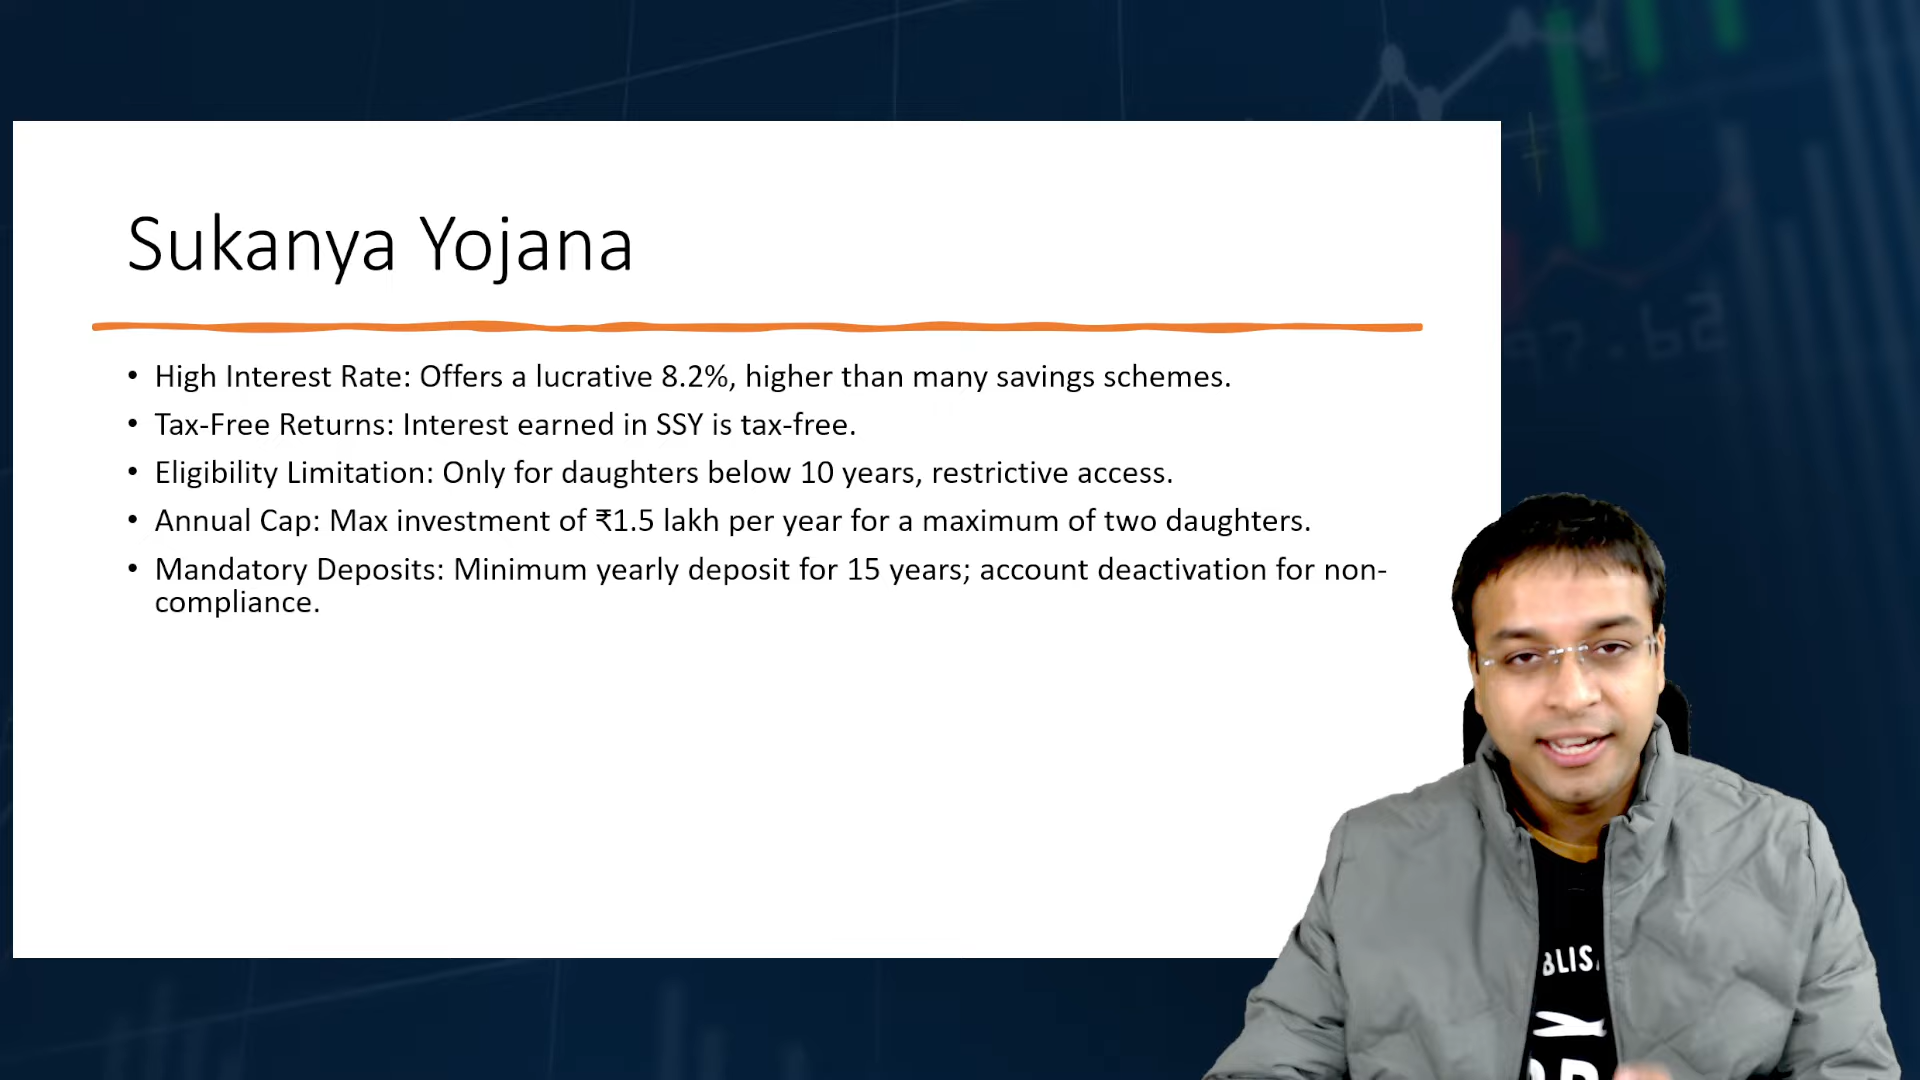 Sukanya Yojana
• High Interest Rate: Offers a lucrative 8.2%, higher than many savings schemes.
• Tax-Free Returns: Interest earned in SSY is tax-free.
• Eligibility Limitation: Only for daughters below 10 years, restrictive access.
• Annual Cap: Max investment of ₹1.5 lakh per year for a maximum of two daughters.
• Mandatory Deposits: Minimum yearly deposit for 15 years; account deactivation for non-
compliance.
97.62
BLIS